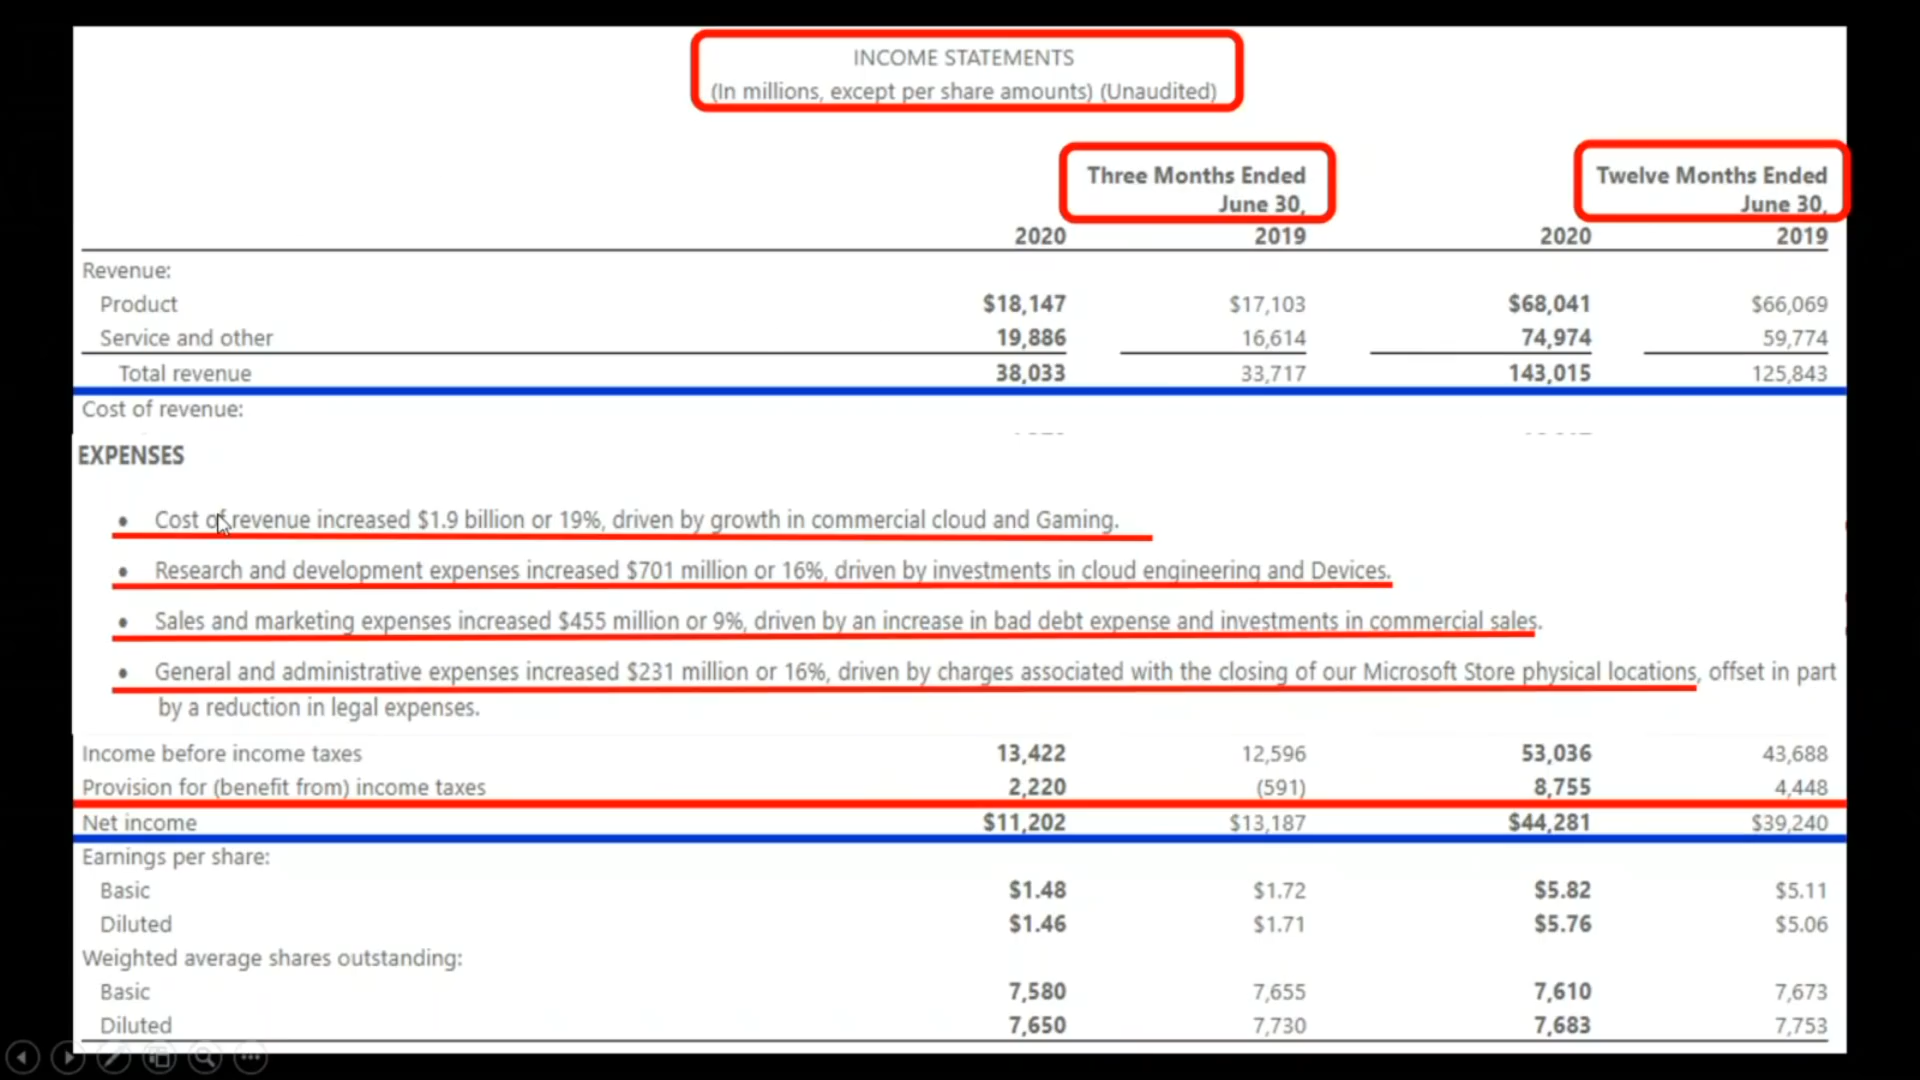 INCOME STATEMENTS
(In millions, except per share amounts) (Unaudited)
Three Months Ended Twelve Months Ended
June 30, June 30,
2020 2019 2020 2019
Revenue:
Product $18,147 $17,103 $68,041 $66,069
Service and other 19,886 16,614 74,974 59,774
Total revenue 38,033 33,717 143,015 125,843
Cost of revenue:
EXPENSES
• Cost of revenue increased $1.9 billion or 19%, driven by growth in commercial cloud and Gaming.
• Research and development expenses increased $701 million or 16%, driven by investments in cloud engineering and Devices.
• Sales and marketing expenses increased $455 million or 9%, driven by an increase in bad debt expense and investments in commercial sales.
• General and administrative expenses increased $231 million or 16%, driven by charges associated with the closing of our Microsoft Store physical locations, offset in part
by a reduction in legal expenses.
Income before income taxes 13,422 12,596 53,036 43,688
Provision for (benefit from) income taxes 2,220 (591) 8,755 4,448
Net income $11,202 $13,187 $44,281 $39,240
Earnings per share:
Basic $1.48 $1.72 $5.82 $5.11
Diluted $1.46 $1.71 $5.76 $5.06
Weighted average shares outstanding:
Basic 7,580 7,655 7,610 7,673
Diluted 7,650 7,730 7,683 7,753